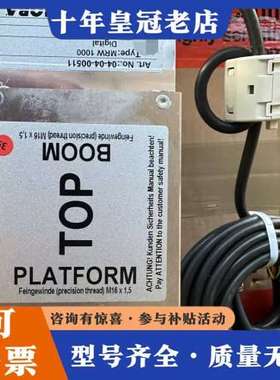 十年皇冠老店
Art. No.: 04-04-00511
Type: MRW 1000
Digital
Feingewinde (precision thread) M16 x 1,5
BOOM
TOP
PLATFORM
Feingewinde (precision thread) M16 x 1,5
ACHTUNG! Kunden Sicherheits Manual beachten!
Pay ATTENTION to the customer safety manual!
咨询有惊喜·参与补贴活动
型号齐全·质量无忧